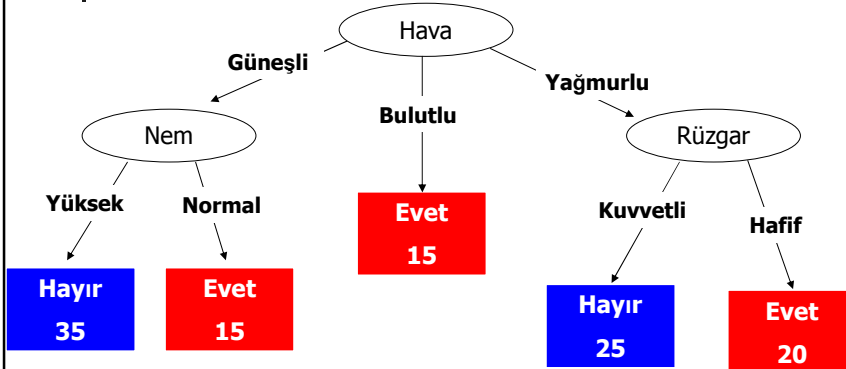 Hava
Güneşli
Yağmurlu
Bulutlu
Nem
Rüzgar
Yüksek
Normal
Evet
15
Kuvvetli
Hafif
Hayır
35
Evet
15
Hayır
25
Evet
20